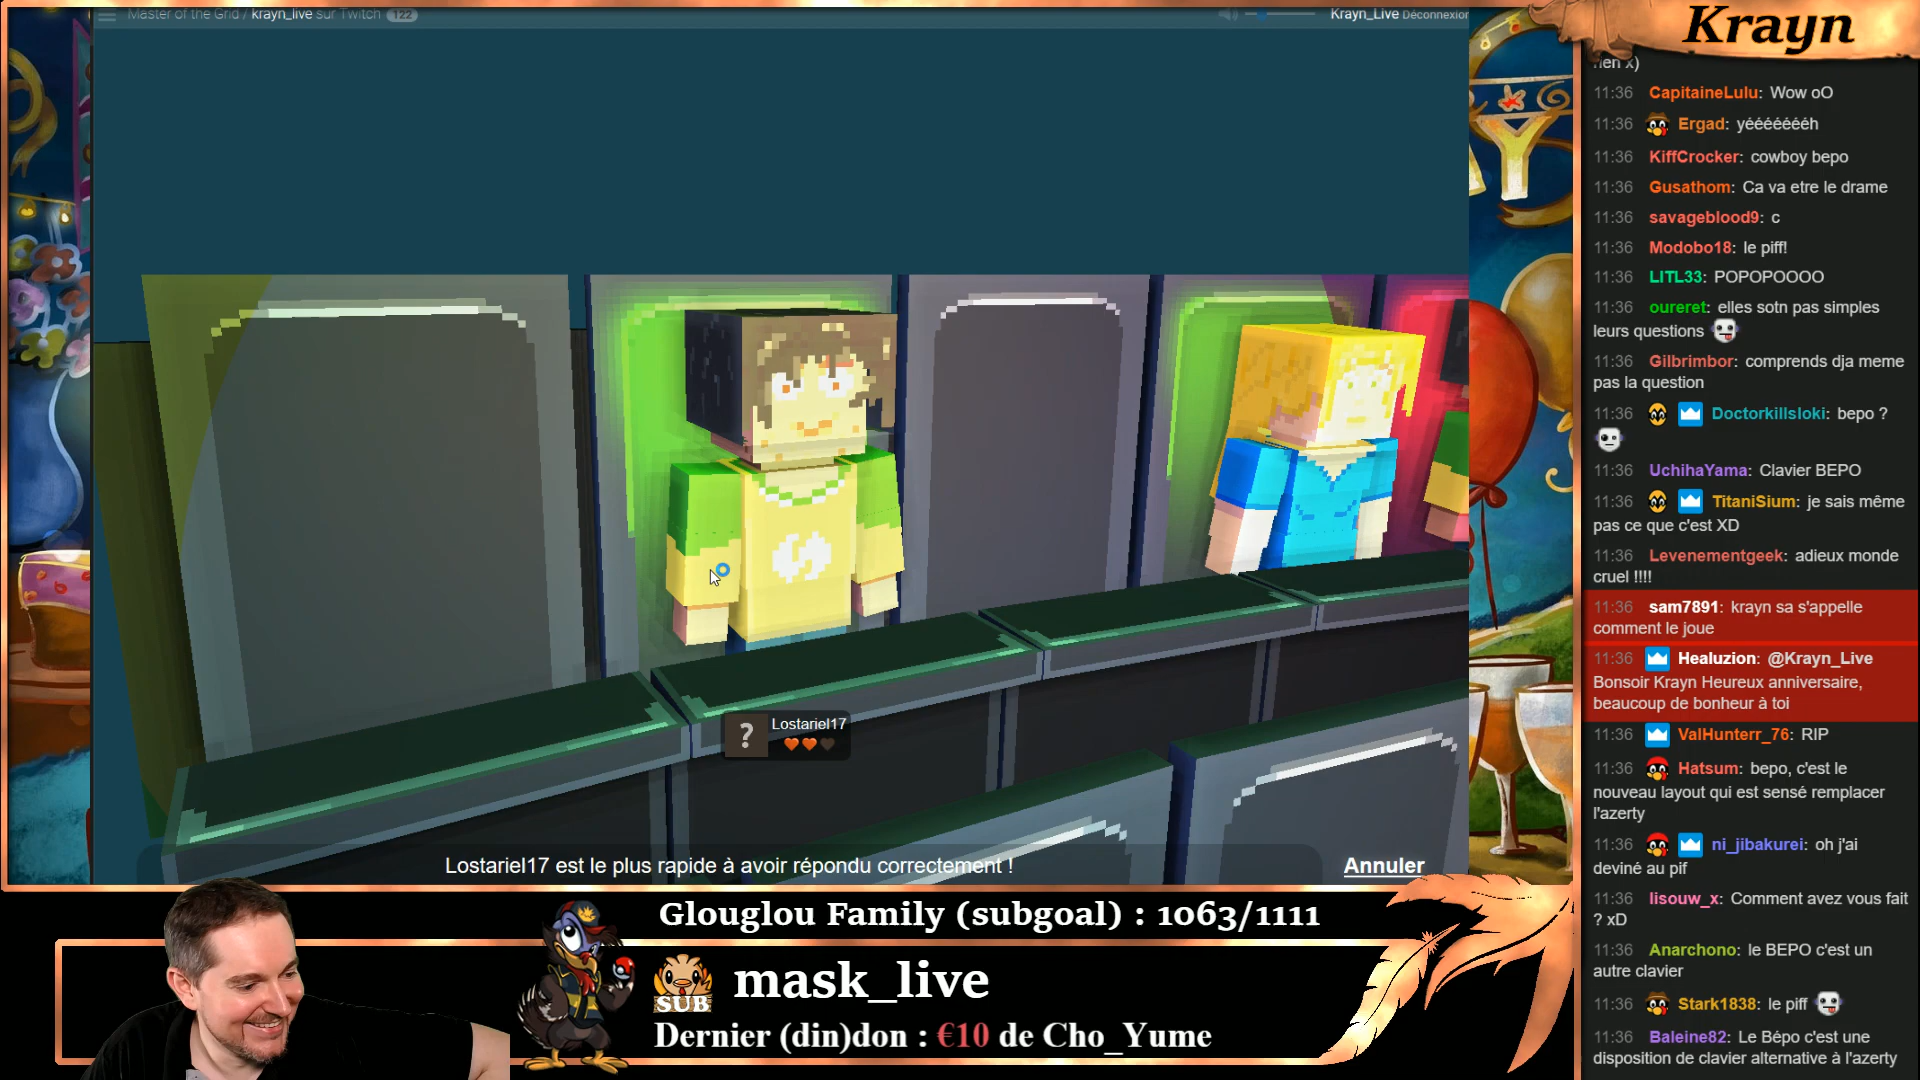 Master of the Grid / krayn_live sur Twitch 122
Krayn_Live Déconnexion
?
Lostariel17
Lostariel17 est le plus rapide à avoir répondu correctement !
Annuler
Glouglou Family (subgoal) : 1063/1111
SUB
mask_live
Dernier (din)don : €10 de Cho_Yume
Krayn
rien x)
11:36 CapitaineLulu: Wow oO
11:36 Ergad: yéééééééh
11:36 KiffCrocker: cowboy bepo
11:36 Gusathom: Ca va etre le drame
11:36 savageblood9: c
11:36 Modobo18: le piff!
11:36 LITL33: POPOPOOOO
11:36 oureret: elles sotn pas simples
leurs questions
11:36 Gilbrimbor: comprends dja meme
pas la question
11:36 Doctorkillsloki: bepo ?
11:36 UchihaYama: Clavier BEPO
11:36 TitaniSium: je sais même
pas ce que c'est XD
11:36 Levenementgeek: adieux monde
cruel !!!!
11:36 sam7891: krayn sa s'appelle
comment le joue
11:36 Healuzion: @Krayn_Live
Bonsoir Krayn Heureux anniversaire,
beaucoup de bonheur à toi
11:36 ValHunterr_76: RIP
11:36 Hatsum: bepo, c'est le
nouveau layout qui est sensé remplacer
l'azerty
11:36 ni_jibakurei: oh j'ai
deviné au pif
11:36 lisouw_x: Comment avez vous fait
? xD
11:36 Anarchono: le BEPO c'est un
autre clavier
11:36 Stark1838: le piff
11:36 Baleine82: Le Bépo c'est une
disposition de clavier alternative à l'azerty